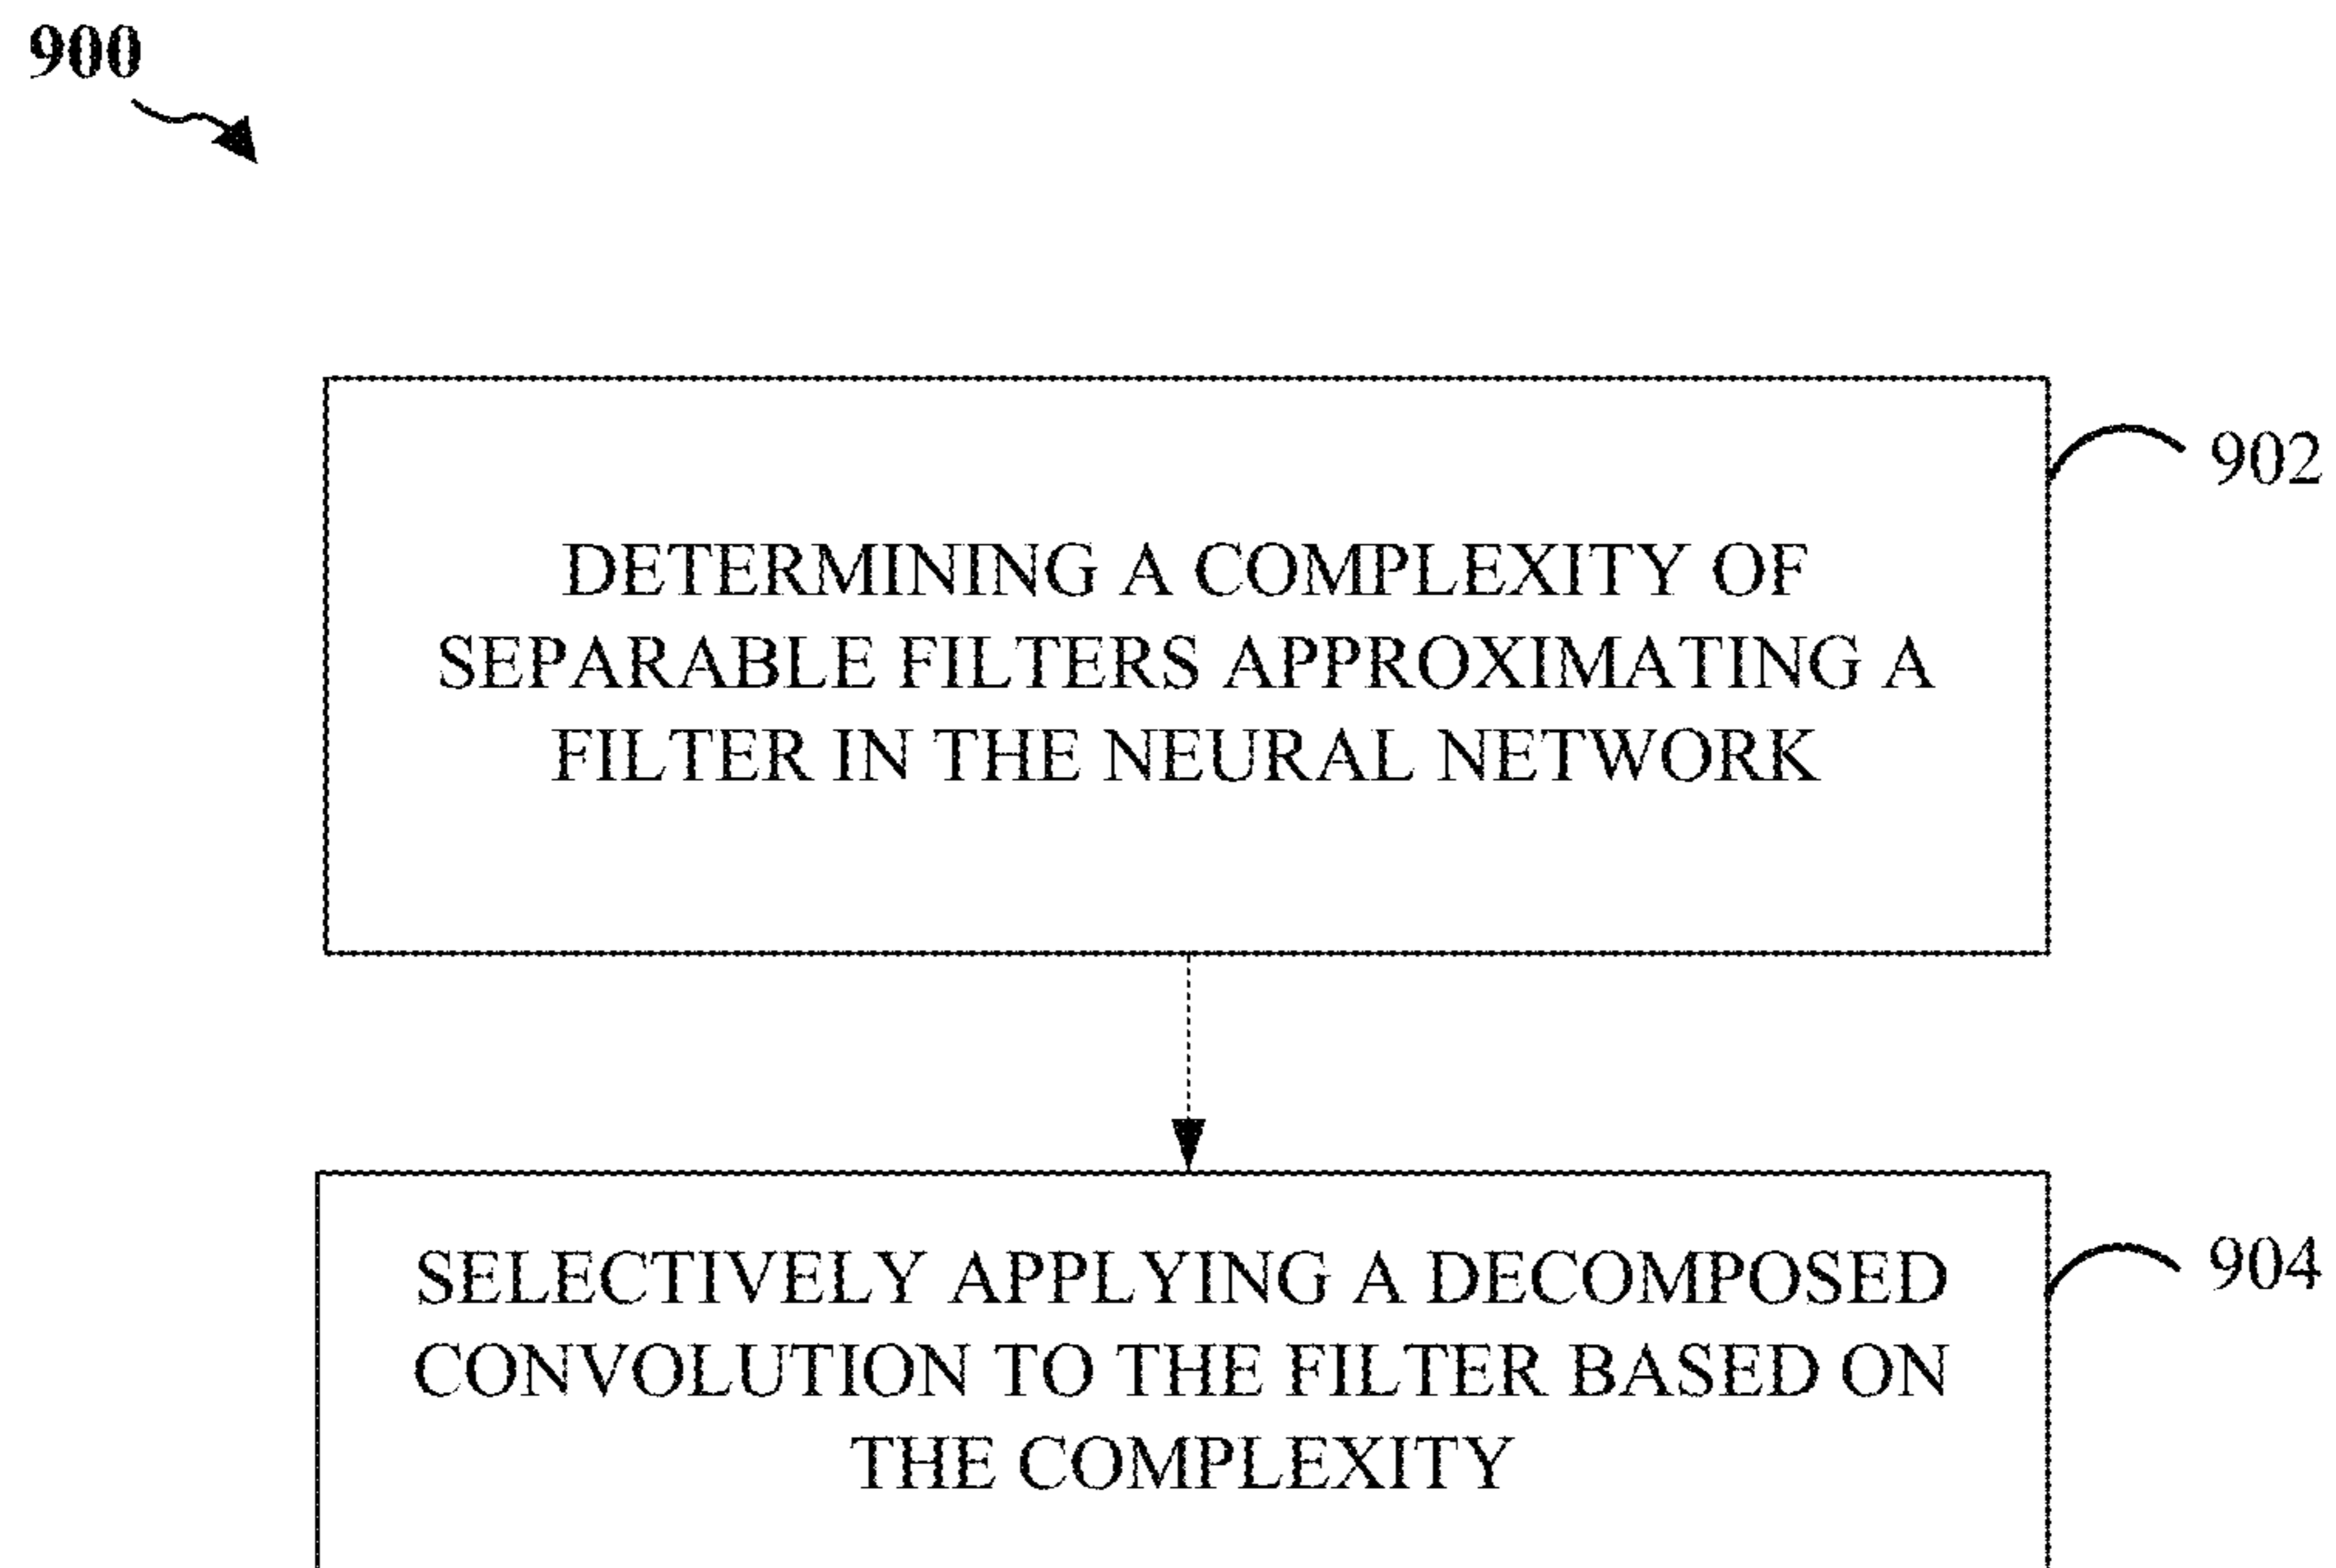 900
902
DETERMINING A COMPLEXITY OF
SEPARABLE FILTERS APPROXIMATING A
FILTER IN THE NEURAL NETWORK
904
SELECTIVELY APPLYING A DECOMPOSED
CONVOLUTION TO THE FILTER BASED ON
THE COMPLEXITY